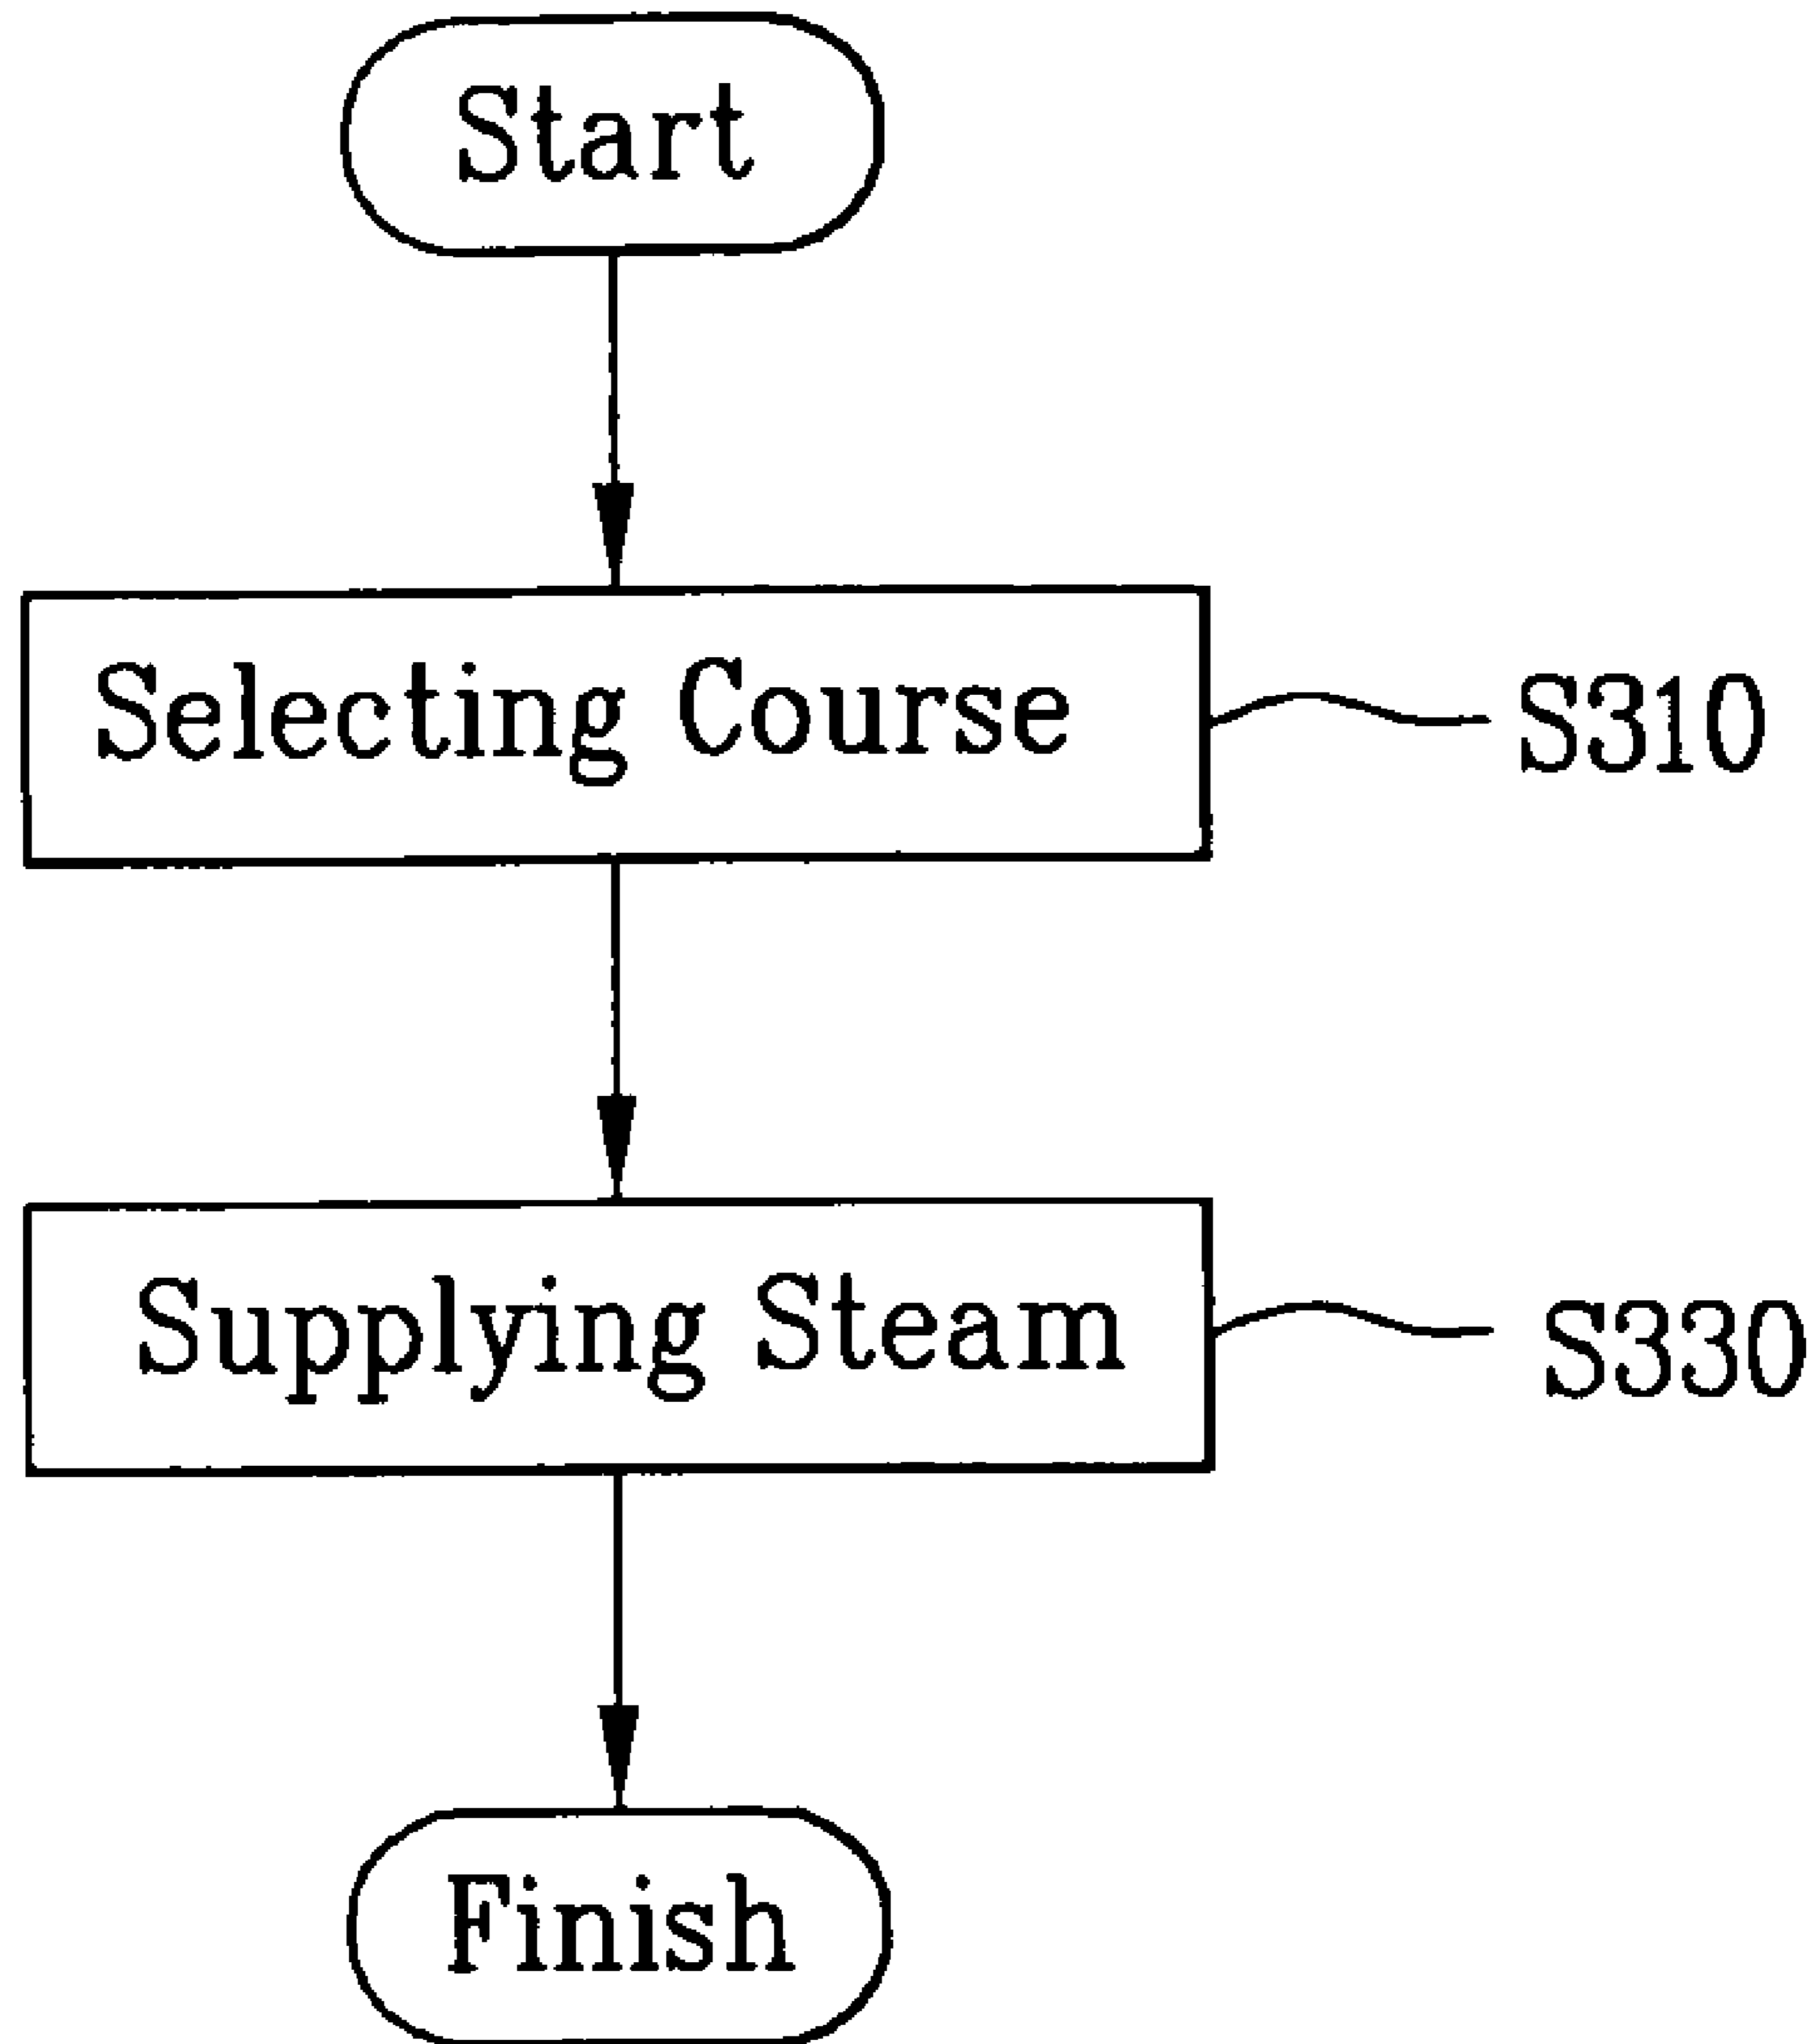 Start
Selecting Course
S310
Supplying Steam
S330
Finish